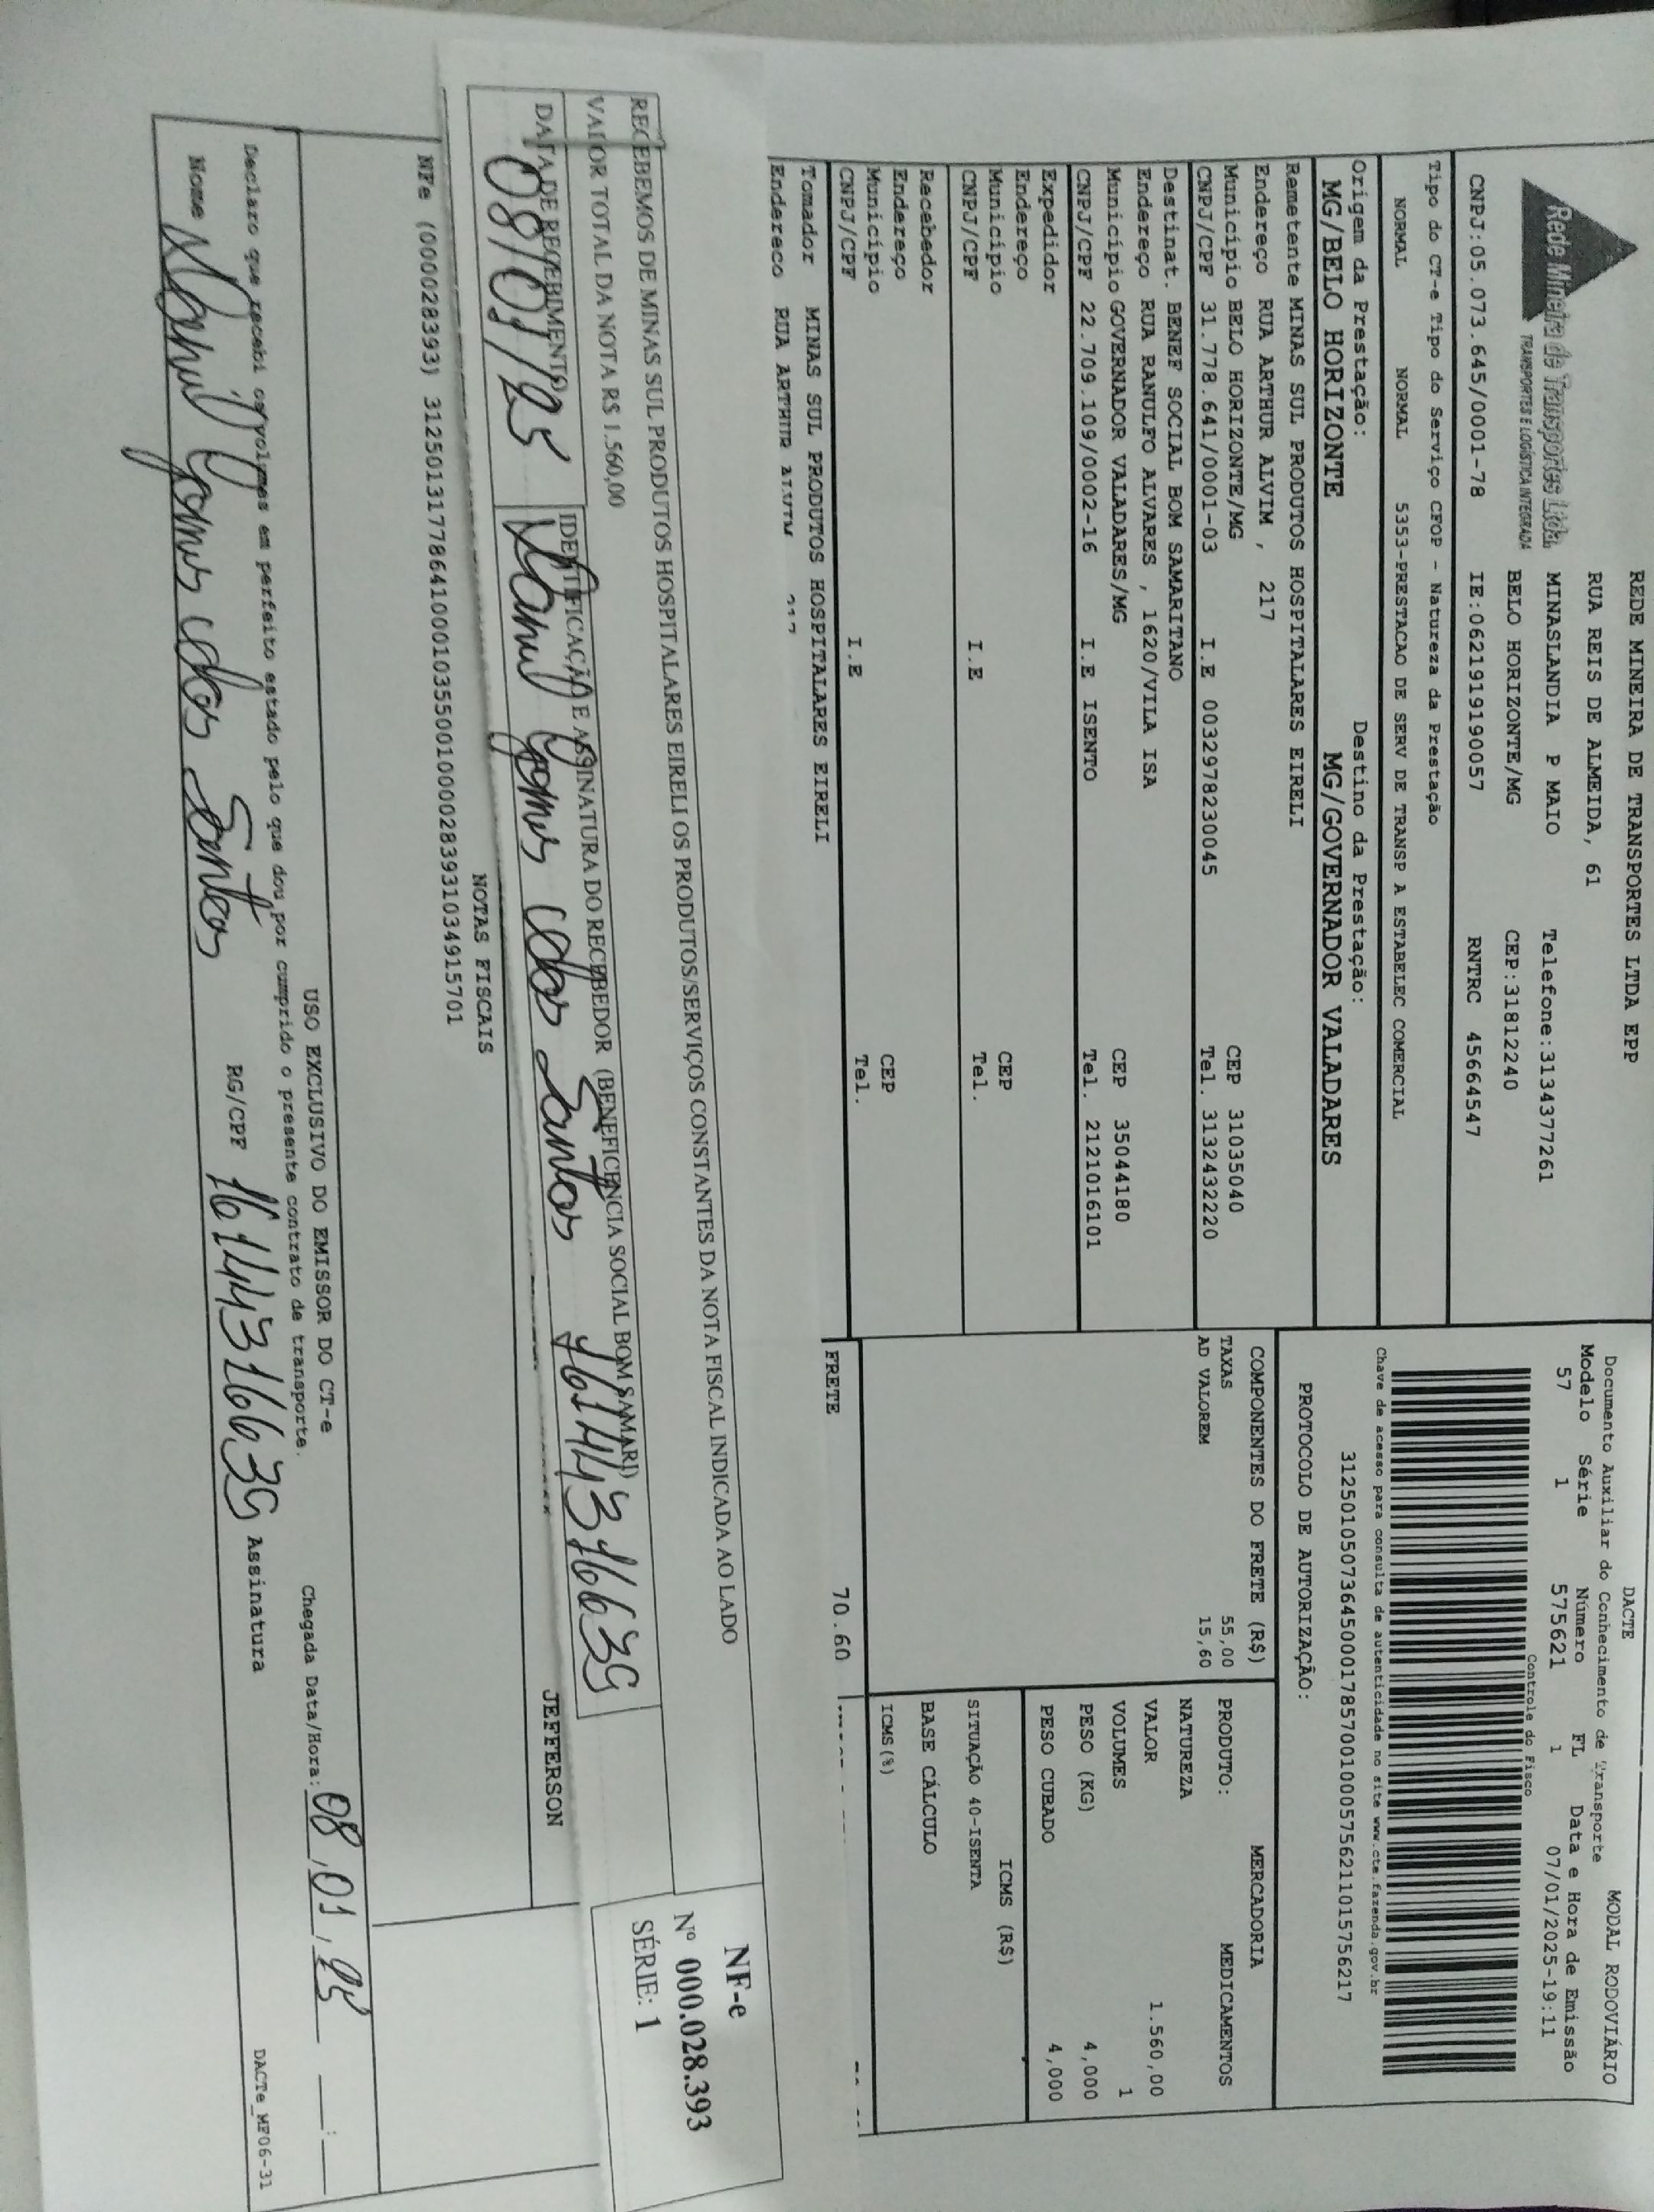 Rede Mineira de Transportes Ltda.
TRANSPORTES E LOGÍSTICA INTEGRADA
REDE MINEIRA DE TRANSPORTES LTDA EPP
RUA REIS DE ALMEIDA, 61
MINASLANDIA P MAIO Telefone:3134377261
BELO HORIZONTE/MG CEP:31812240
CNPJ:05.073.645/0001-78 IE:0621919190057 RNTRC 45664547
DACTE MODAL RODOVIÁRIO
Documento Auxiliar do Conhecimento de Transporte
Modelo Série Número FL Data e Hora de Emissão
57 1 575621 1 07/01/2025-19:11
Controle do Fisco
Chave de acesso para consulta de autenticidade no site www.cte.fazenda.gov.br
31250105073645000178570010005756211015756217
PROTOCOLO DE AUTORIZAÇÃO:
Tipo do CT-e Tipo do Serviço CFOP - Natureza da Prestação
NORMAL NORMAL 5353-PRESTACAO DE SERV DE TRANSP A ESTABELEC COMERCIAL
Origem da Prestação: Destino da Prestação:
MG/BELO HORIZONTE MG/GOVERNADOR VALADARES
Remetente MINAS SUL PRODUTOS HOSPITALARES EIRELI
Endereço RUA ARTHUR ALVIM , 217
Município BELO HORIZONTE/MG CEP 31035040
CNPJ/CPF 31.778.641/0001-03 I.E 0032978230045 Tel. 3132432220
Destinat. BENEF SOCIAL BOM SAMARITANO
Endereço RUA RANULFO ALVARES , 1620/VILA ISA
Município GOVERNADOR VALADARES/MG CEP 35044180
CNPJ/CPF 22.709.109/0002-16 I.E ISENTO Tel. 2121016101
Expedidor
Endereço
Município CEP
CNPJ/CPF I.E Tel.
Recebedor
Endereço
Município CEP
CNPJ/CPF I.E Tel.
Tomador MINAS SUL PRODUTOS HOSPITALARES EIRELI
Endereco RUA ARTHUR ALVIM 217
COMPONENTES DO FRETE (R$)
TAXAS 55,00
AD VALOREM 15,60
FRETE 70.60
MERCADORIA
PRODUTO: MEDICAMENTOS
NATUREZA
VALOR 1.560,00
VOLUMES 1
PESO (KG) 4,000
PESO CUBADO 4,000
ICMS (R$)
SITUAÇÃO 40-ISENTA
BASE CÁLCULO
ICMS(%)
RECEBEMOS DE MINAS SUL PRODUTOS HOSPITALARES EIRELI OS PRODUTOS/SERVIÇOS CONSTANTES DA NOTA FISCAL INDICADA AO LADO
VALOR TOTAL DA NOTA R$ 1.560,00
DATA DE RECEBIMENTO IDENTIFICAÇÃO E ASSINATURA DO RECEBEDOR (BENEFICENCIA SOCIAL BOM SAMARI)
08/01/25 Gomes dos Santos
NF-e
Nº 000.028.393
SÉRIE: 1
JEFFERSON
NOTAS FISCAIS
NFe (000028393) 31250131778641000103550010000283931034915701
USO EXCLUSIVO DO EMISSOR DO CT-e
Declaro que recebi os volumes em perfeito estado pelo que dou por cumprido o presente contrato de transporte.
Chegada Data/Hora: 08,01,25
Nome Gomes dos Santos RG/CPF Assinatura
DACTe_MF06-31